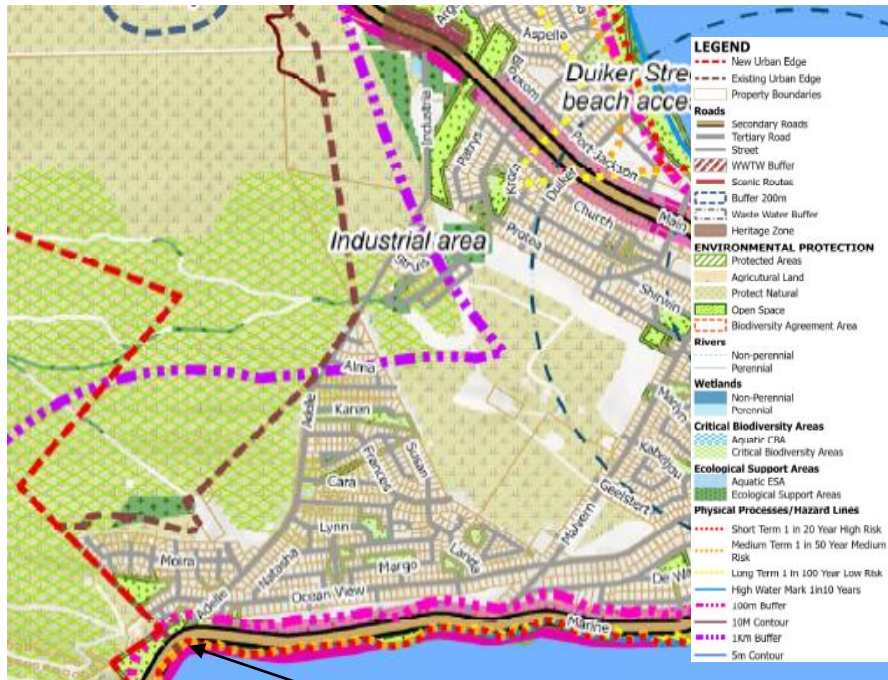 Aspella
Argo
Duiker Stre
beach acce
Bloxom
Industria
Patrys
Krois
Duiker
Port Jackson
Church
Main
Industrial area
Protea
Shirvin
Alma
Adelle
Karen
Susan
Frances
Cara
Marlyn
Kabeljou
Geelstert
Malvern
Lynn
Moira
Natasha
Margo
Landa
De Wa
Ocean View
Adelle
Marine
LEGEND
New Urban Edge
Existing Urban Edge
Property Boundaries
Roads
Secondary Roads
Tertiary Road
Street
WWTW Buffer
Scenic Routes
Buffer 200m
Waste Water Buffer
Heritage Zone
ENVIRONMENTAL PROTECTION
Protected Areas
Agricutural Land
Protect Natural
Open Space
Biodiversity Agreement Area
Rivers
Non-perennial
Perennial
Wetlands
Non-Perennial
Perennial
Critical Biodiversity Areas
Aquatic CBA
Critical Biodiversity Areas
Ecological Support Areas
Aquatic ESA
Ecological Support Areas
Physical Processes/Hazard Lines
Short Term 1 in 20 Year High Risk
Medium Term 1 in 50 Year Medium
Risk
Long Term 1 In 100 Year Low Risk
High Water Mark 1in10 Years
100m Buffer
10M Contour
1KM Buffer
5m Contour